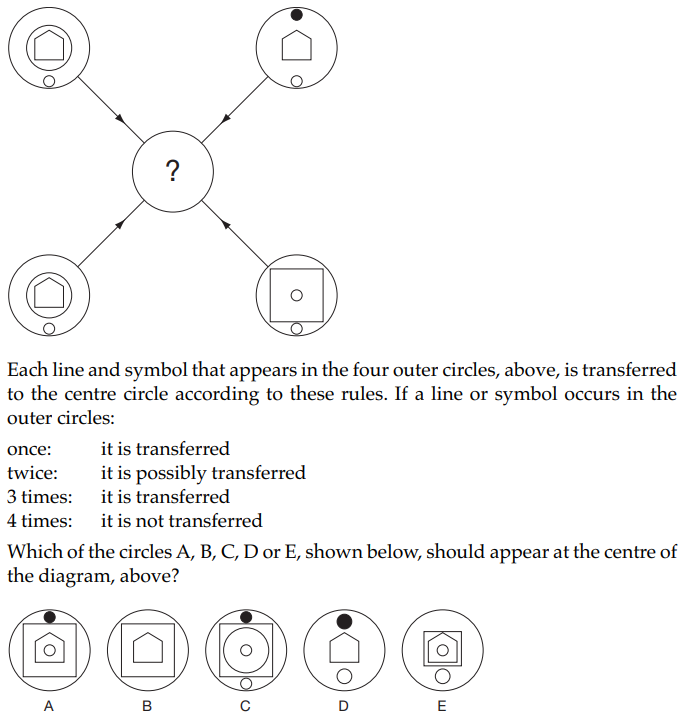 ?
Each line and symbol that appears in the four outer circles, above, is transferred
to the centre circle according to these rules. If a line or symbol occurs in the
outer circles:
once: it is transferred
twice: it is possibly transferred
3 times: it is transferred
4 times: it is not transferred
Which of the circles A, B, C, D or E, shown below, should appear at the centre of
the diagram, above?
A B C D E